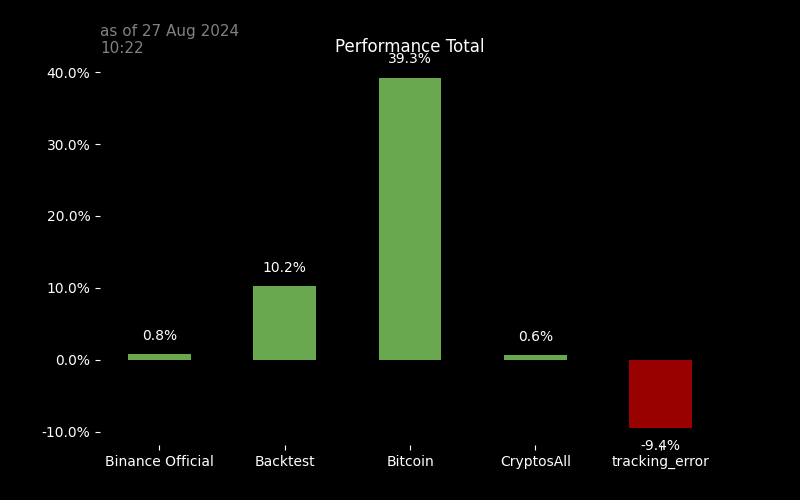 as of 27 Aug 2024
10:22
Performance Total
40.0%
30.0%
20.0%
10.0%
0.0%
-10.0%
0.8%
10.2%
39.3%
0.6%
-9.4%
Binance Official
Backtest
Bitcoin
CryptosAll
tracking_error